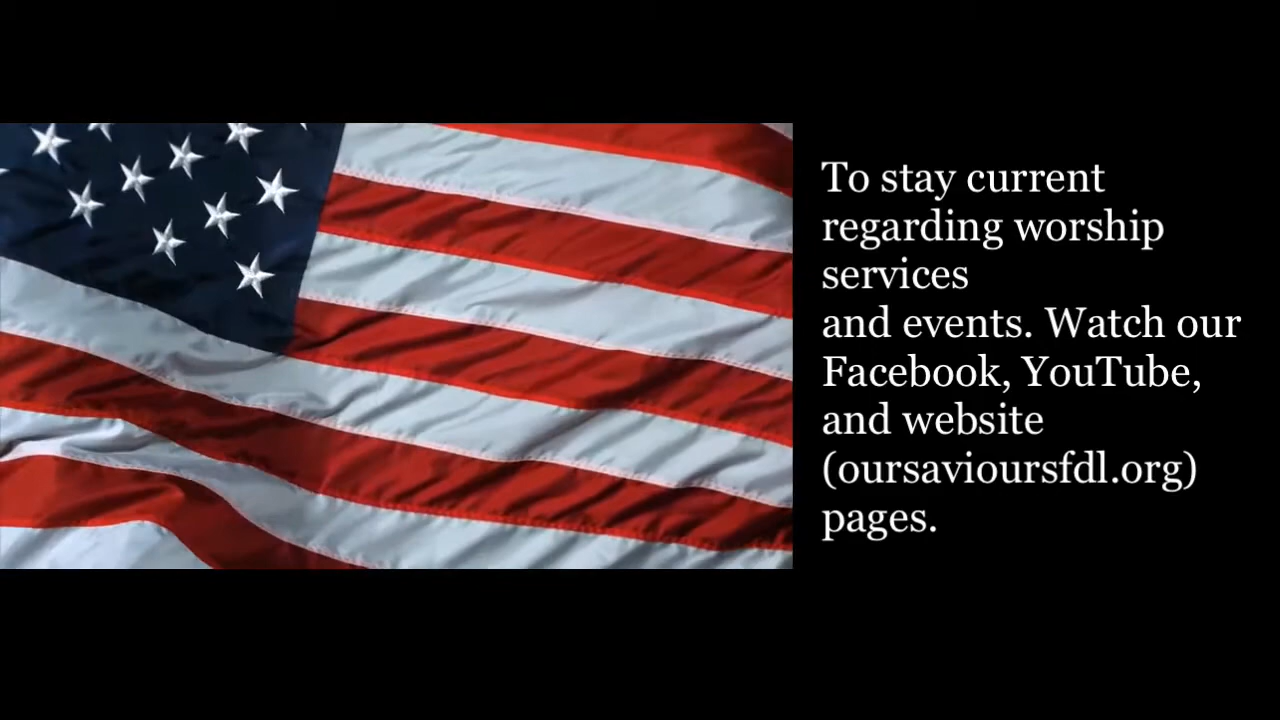 To stay current
regarding worship
services
and events. Watch our
Facebook, YouTube,
and website
(oursavioursfdl.org)
pages.